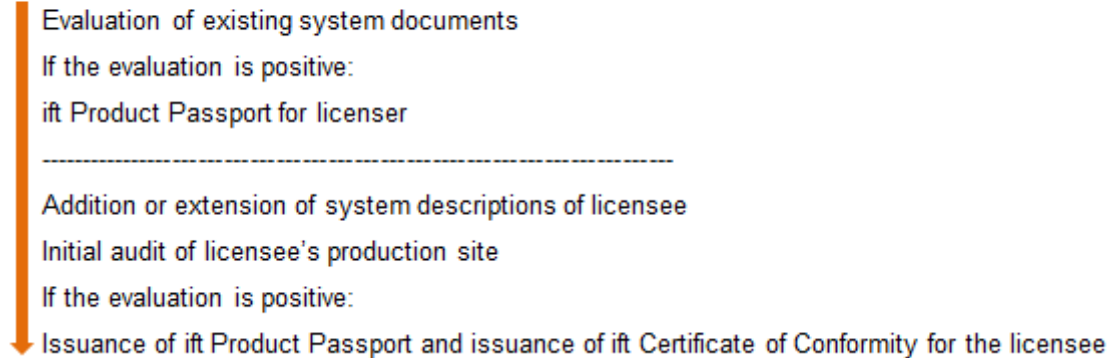 Evaluation of existing system documents
If the evaluation is positive:
ift Product Passport for licenser
--------------------------------------------------------------------------
Addition or extension of system descriptions of licensee
Initial audit of licensee's production site
If the evaluation is positive:
Issuance of ift Product Passport and issuance of ift Certificate of Conformity for the licensee